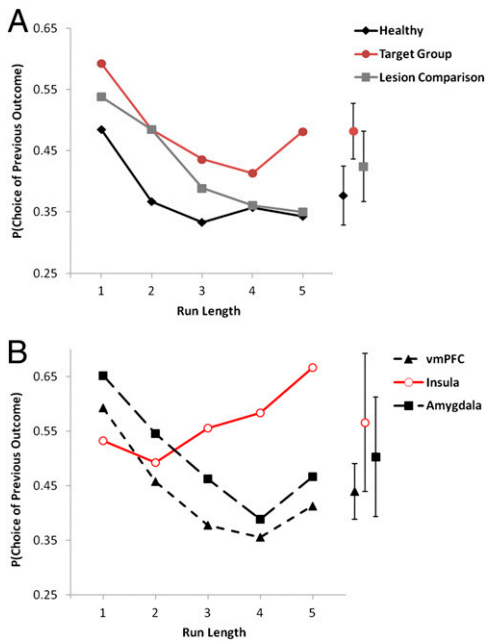 A
0.65
0.55
0.45
0.35
0.25
P(Choice of Previous Outcome)
1 2 3 4 5
Run Length
Healthy
Target Group
Lesion Comparison
B
0.65
0.55
0.45
0.35
0.25
P(Choice of Previous Outcome)
1 2 3 4 5
Run Length
vmPFC
Insula
Amygdala